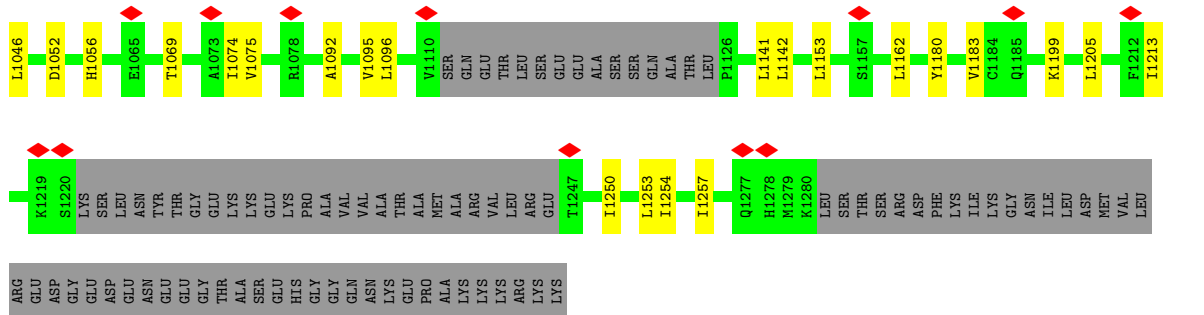 L1046 D1052 H1056 E1065 T1069 A1073 I1074 V1075 R1078 A1092 V1095 L1096 V1110 SER GLN GLU THR LEU SER GLU GLU ALA SER SER GLN ALA THR LEU P1126 L1141 L1142 L1153 S1157 L1162 Y1180 V1183 C1184 Q1185 K1199 L1205 F1212 I1213
K1219 S1220 LYS SER LEU ASN TYR THR GLY GLU LYS LYS GLU LYS PRO ALA VAL VAL ALA THR ALA MET ALA ARG VAL LEU ARG GLU T1247 I1250 L1253 I1254 I1257 Q1277 H1278 M1279 K1280 LEU SER THR SER ARG ASP PHE LYS ILE LYS GLY ASN ILE LEU ASP MET VAL LEU
ARG GLU ASP GLY GLU ASP GLU ASN GLU GLU GLY THR ALA SER GLU HIS GLY GLY GLN ASN LYS GLU PRO ALA LYS LYS LYS ARG LYS LYS